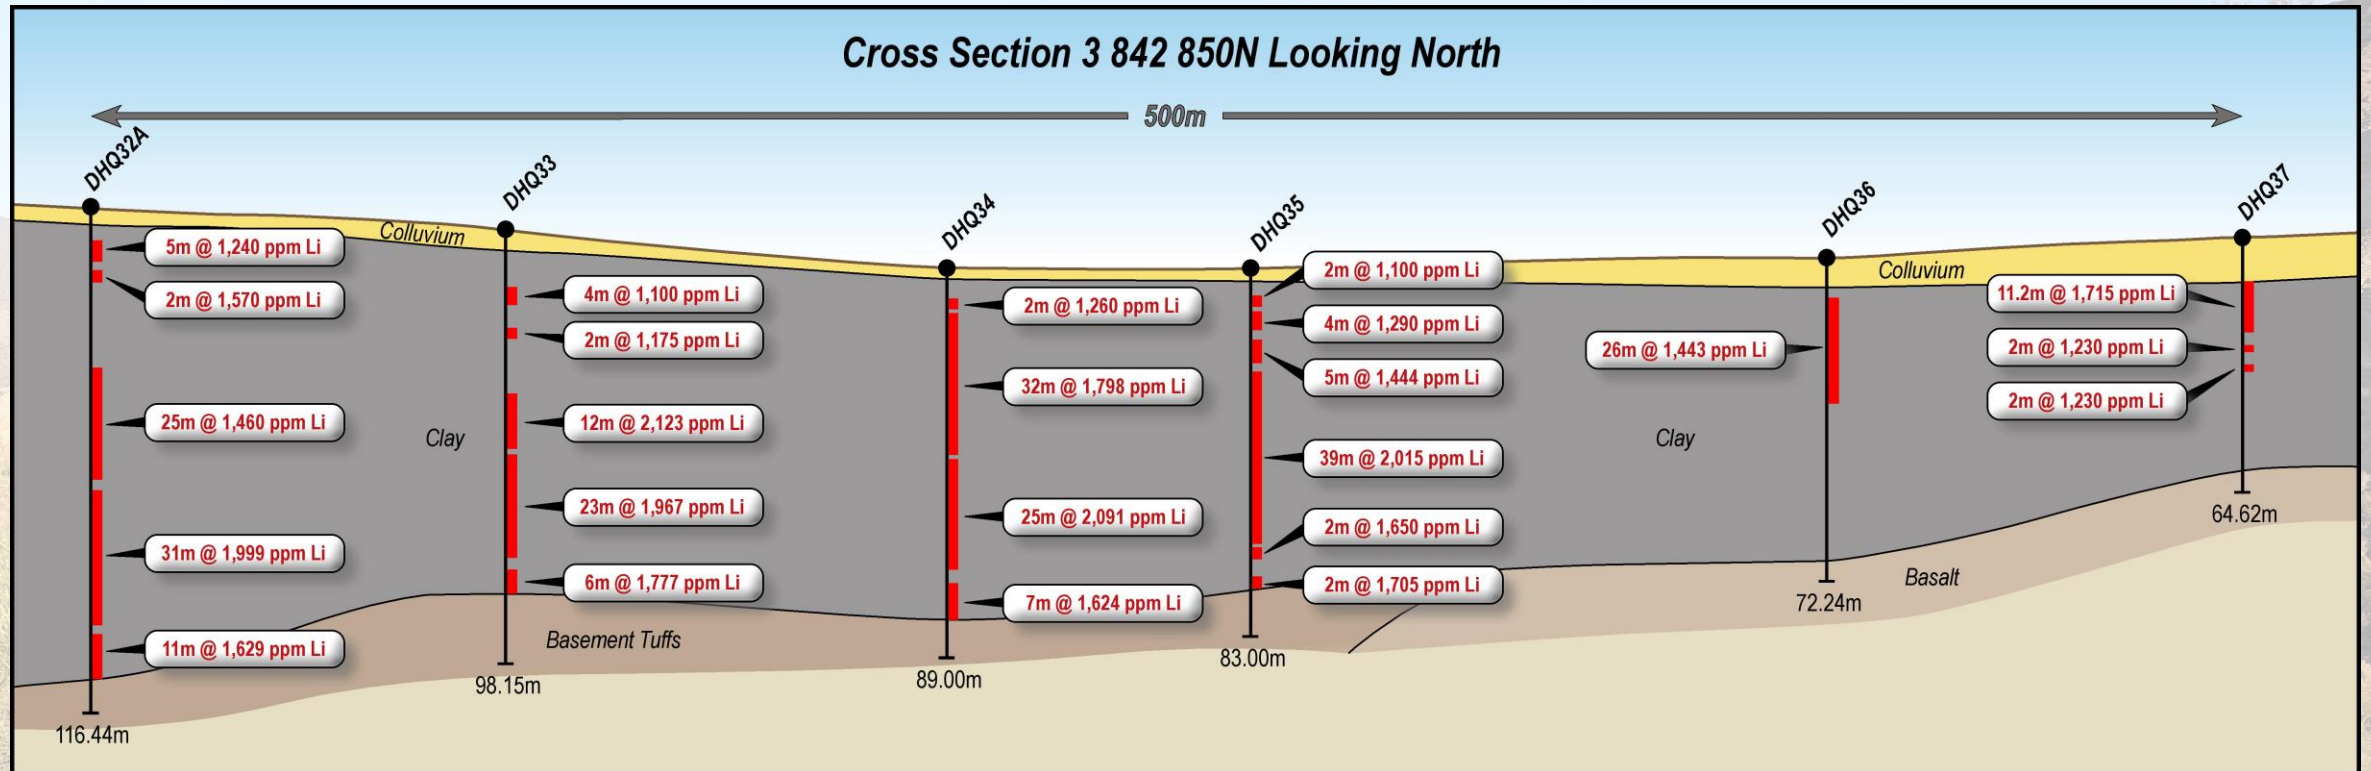 Cross Section 3 842 850N Looking North
500m
DHQ32A
DHQ33
DHQ34
DHQ35
DHQ36
DHQ37
Colluvium
Colluvium
5m @ 1,240 ppm Li
2m @ 1,570 ppm Li
25m @ 1,460 ppm Li
31m @ 1,999 ppm Li
11m @ 1,629 ppm Li
116.44m
Clay
4m @ 1,100 ppm Li
2m @ 1,175 ppm Li
12m @ 2,123 ppm Li
23m @ 1,967 ppm Li
6m @ 1,777 ppm Li
Basement Tuffs
98.15m
2m @ 1,260 ppm Li
32m @ 1,798 ppm Li
25m @ 2,091 ppm Li
7m @ 1,624 ppm Li
89.00m
2m @ 1,100 ppm Li
4m @ 1,290 ppm Li
5m @ 1,444 ppm Li
39m @ 2,015 ppm Li
2m @ 1,650 ppm Li
2m @ 1,705 ppm Li
83.00m
26m @ 1,443 ppm Li
Clay
72.24m
Basalt
11.2m @ 1,715 ppm Li
2m @ 1,230 ppm Li
2m @ 1,230 ppm Li
64.62m